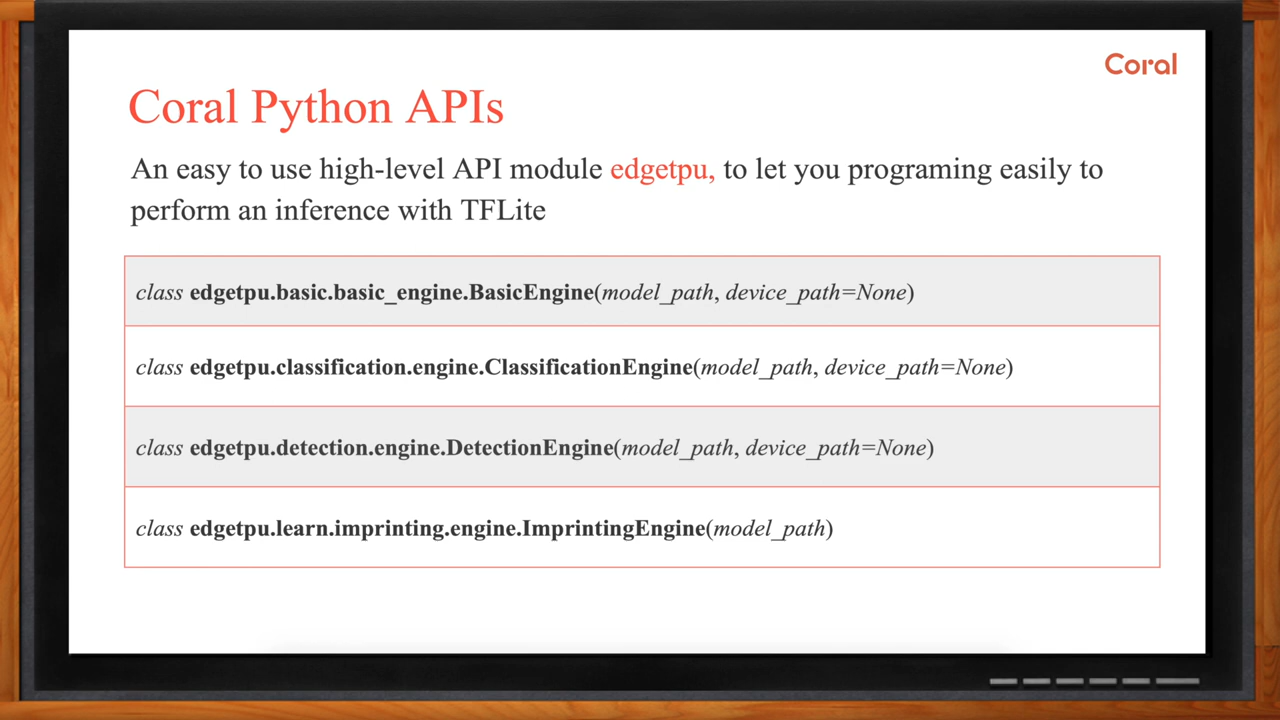 Coral
Coral Python APIs
An easy to use high-level API module edgetpu, to let you programing easily to
perform an inference with TFLite
class edgetpu.basic.basic_engine.BasicEngine(model_path, device_path=None)
class edgetpu.classification.engine.ClassificationEngine(model_path, device_path=None)
class edgetpu.detection.engine.DetectionEngine(model_path, device_path=None)
class edgetpu.learn.imprinting.engine.ImprintingEngine(model_path)